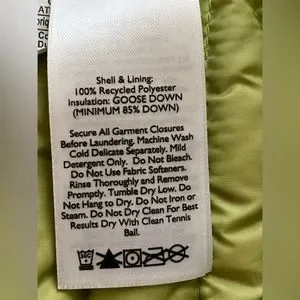 Shell & Lining:
100% Recycled Polyester
Insulation: GOOSE DOWN
(MINIMUM 85% DOWN)
Secure All Garment Closures
Before Laundering. Machine Wash
Cold Delicate Separately. Mild
Detergent Only. Do Not Bleach.
Do Not Use Fabric Softeners.
Rinse Thoroughly and Remove
Promptly. Tumble Dry Low. Do
Not Hang to Dry. Do Not Iron or
Steam. Do Not Dry Clean For Best
Results Dry With Clean Tennis
Ball.